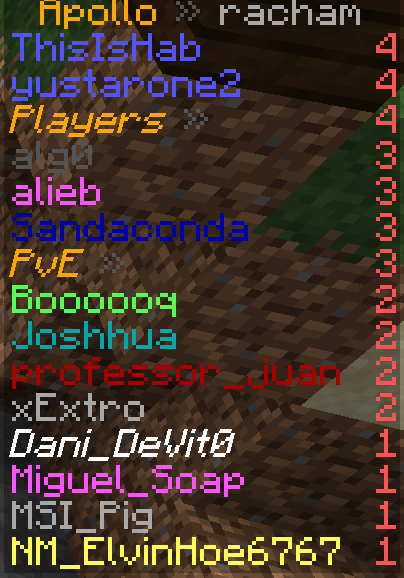 Apollo » racham
ThisIsHab 4
yustarone2 4
Players » 4
alg0 3
alieb 3
Sandaconda 3
PvE » 3
Boooooq 2
Joshhua 2
professor_juan 2
xExtro 2
Dani_DeVit0 1
Miguel_Soap 1
MSI_Pig 1
NM_ElvinHoe6767 1